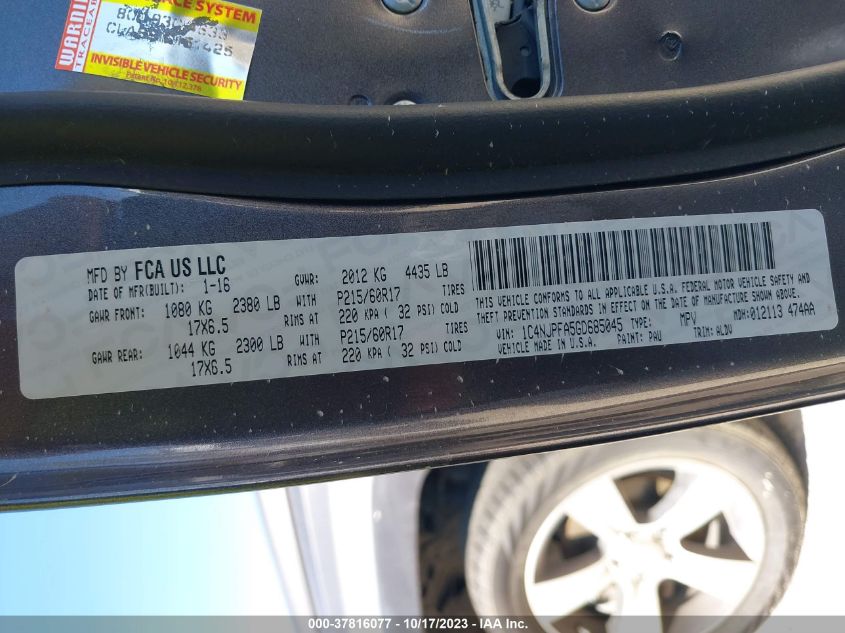 WARNING
TRACEAB
ACE SYSTEM
INVISIBLE VEHICLE SECURITY
MFD BY FCA US LLC
DATE OF MFR(BUILT): 1-16 GVWR: 2012 KG 4435 LB
GAWR FRONT: 1080 KG 2380 LB WITH P215/60R17 TIRES
17X6.5 RIMS AT 220 KPA ( 32 PSI) COLD
GAWR REAR: 1044 KG 2300 LB WITH P215/60R17 TIRES
17X6.5 RIMS AT 220 KPA ( 32 PSI) COLD
THIS VEHICLE CONFORMS TO ALL APPLICABLE U.S.A. FEDERAL MOTOR VEHICLE SAFETY AND
THEFT PREVENTION STANDARDS IN EFFECT ON THE DATE OF MANUFACTURE SHOWN ABOVE.
VIN: 1C4NJPFA5GD685045 TYPE: MPV MDH: 012113 474AA
VEHICLE MADE IN U.S.A. PAINT: PAU TRIM: ALDV
000-37816077 - 10/17/2023 - IAA Inc.